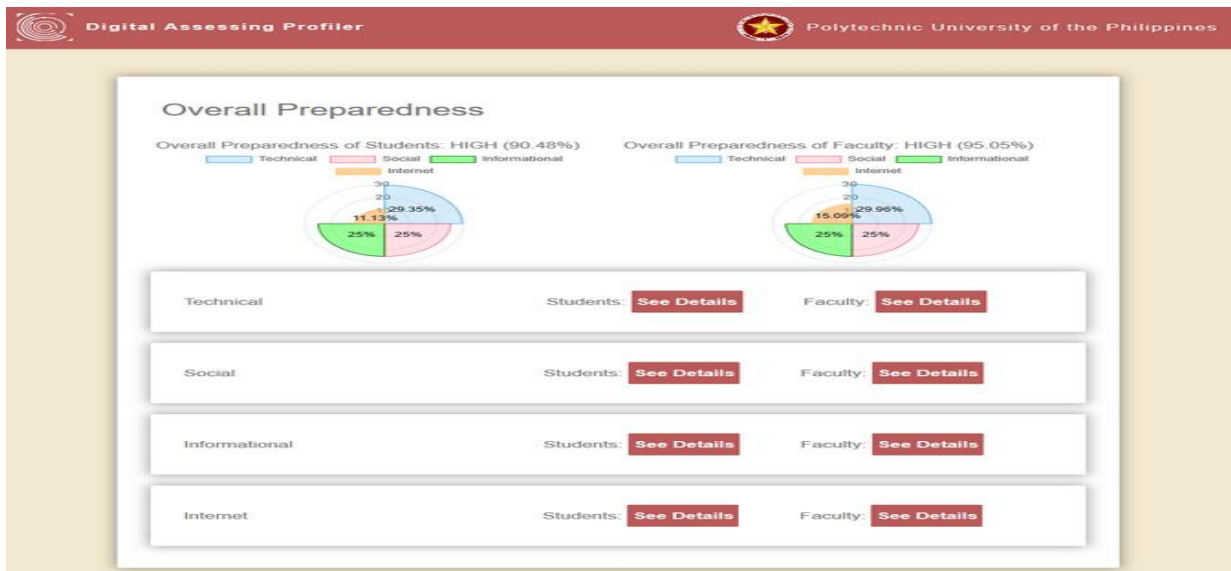 Digital Assessing Profiler
Polytechnic University of the Philippines
Overall Preparedness
Overall Preparedness of Students: HIGH (90.48%)
Technical Social Informational
Internet
30
20
29.35%
11.13%
25% 25%
Overall Preparedness of Faculty: HIGH (95.05%)
Technical Social Informational
Internet
30
20
29.96%
15.09%
25% 25%
Technical Students: See Details Faculty: See Details
Social Students: See Details Faculty: See Details
Informational Students: See Details Faculty: See Details
Internet Students: See Details Faculty: See Details